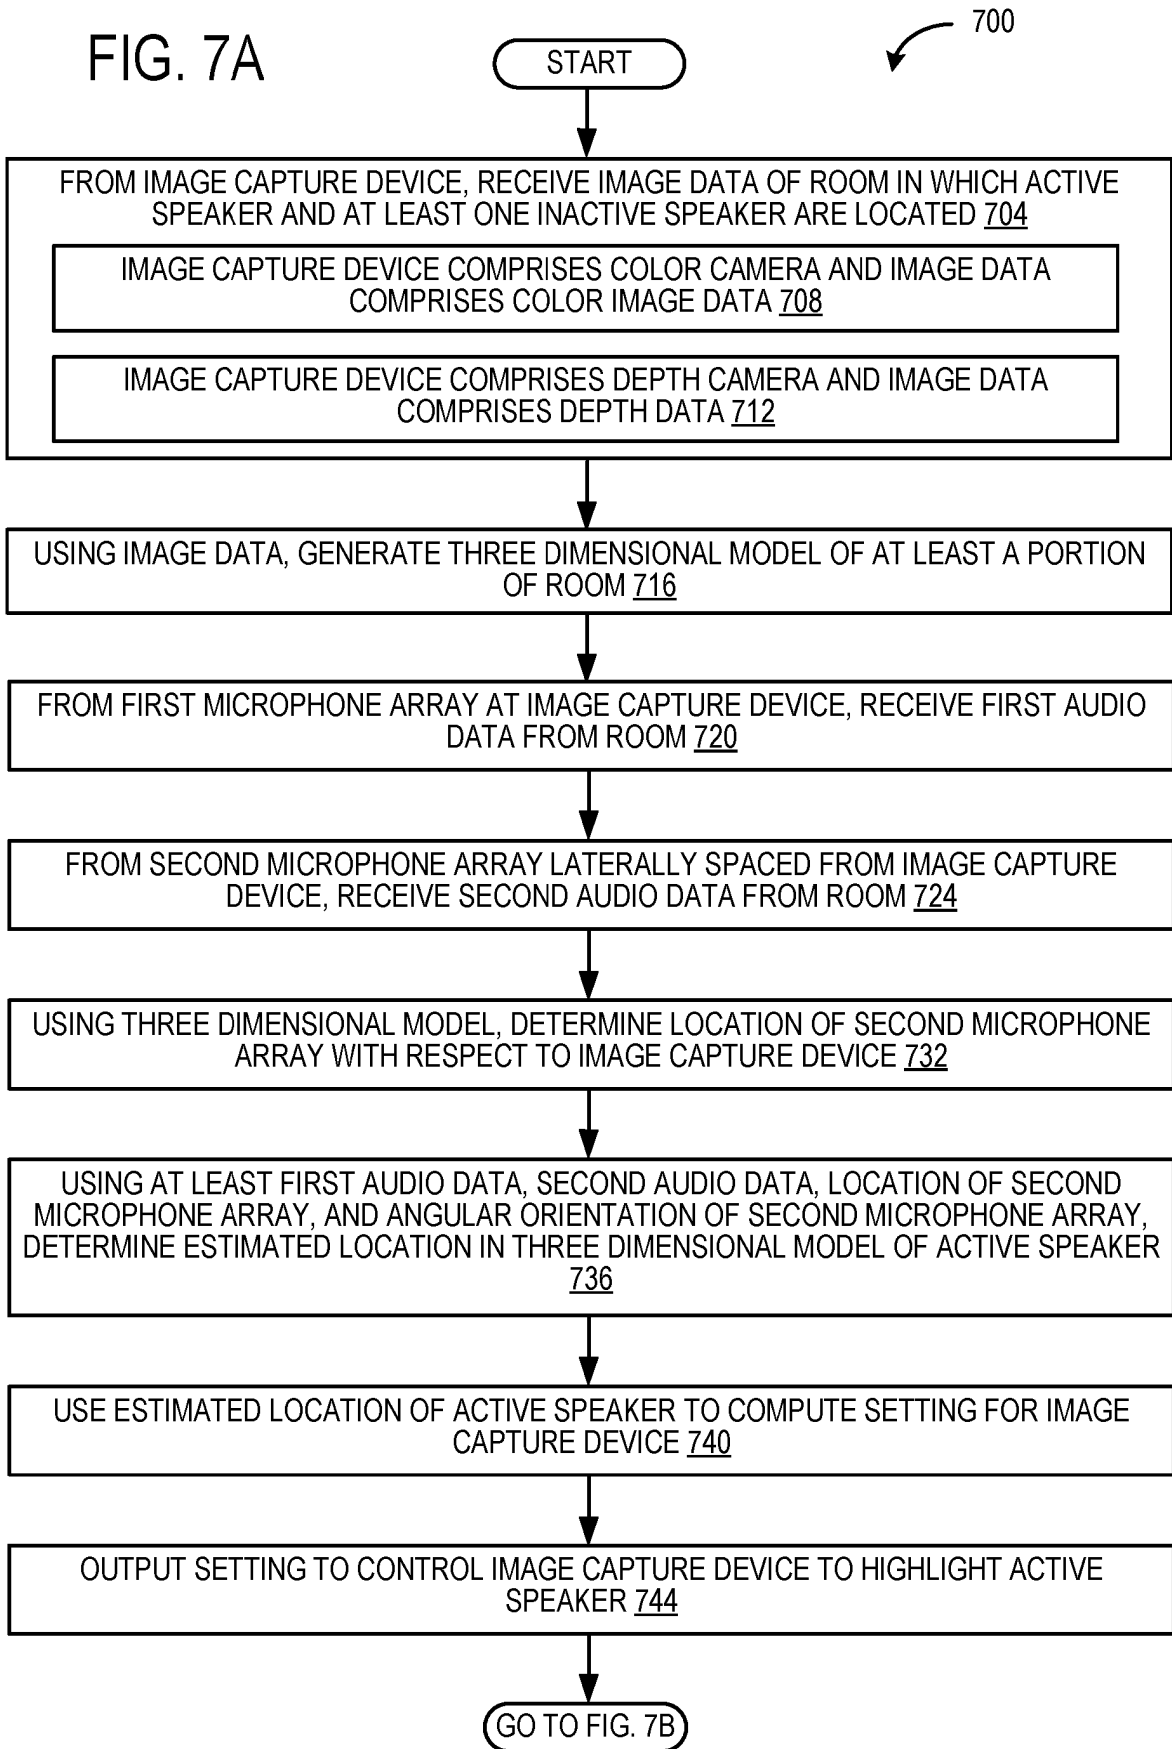 FIG. 7A
START
700
FROM IMAGE CAPTURE DEVICE, RECEIVE IMAGE DATA OF ROOM IN WHICH ACTIVE
SPEAKER AND AT LEAST ONE INACTIVE SPEAKER ARE LOCATED 704
IMAGE CAPTURE DEVICE COMPRISES COLOR CAMERA AND IMAGE DATA
COMPRISES COLOR IMAGE DATA 708
IMAGE CAPTURE DEVICE COMPRISES DEPTH CAMERA AND IMAGE DATA
COMPRISES DEPTH DATA 712
USING IMAGE DATA, GENERATE THREE DIMENSIONAL MODEL OF AT LEAST A PORTION
OF ROOM 716
FROM FIRST MICROPHONE ARRAY AT IMAGE CAPTURE DEVICE, RECEIVE FIRST AUDIO
DATA FROM ROOM 720
FROM SECOND MICROPHONE ARRAY LATERALLY SPACED FROM IMAGE CAPTURE
DEVICE, RECEIVE SECOND AUDIO DATA FROM ROOM 724
USING THREE DIMENSIONAL MODEL, DETERMINE LOCATION OF SECOND MICROPHONE
ARRAY WITH RESPECT TO IMAGE CAPTURE DEVICE 732
USING AT LEAST FIRST AUDIO DATA, SECOND AUDIO DATA, LOCATION OF SECOND
MICROPHONE ARRAY, AND ANGULAR ORIENTATION OF SECOND MICROPHONE ARRAY,
DETERMINE ESTIMATED LOCATION IN THREE DIMENSIONAL MODEL OF ACTIVE SPEAKER
736
USE ESTIMATED LOCATION OF ACTIVE SPEAKER TO COMPUTE SETTING FOR IMAGE
CAPTURE DEVICE 740
OUTPUT SETTING TO CONTROL IMAGE CAPTURE DEVICE TO HIGHLIGHT ACTIVE
SPEAKER 744
GO TO FIG. 7B